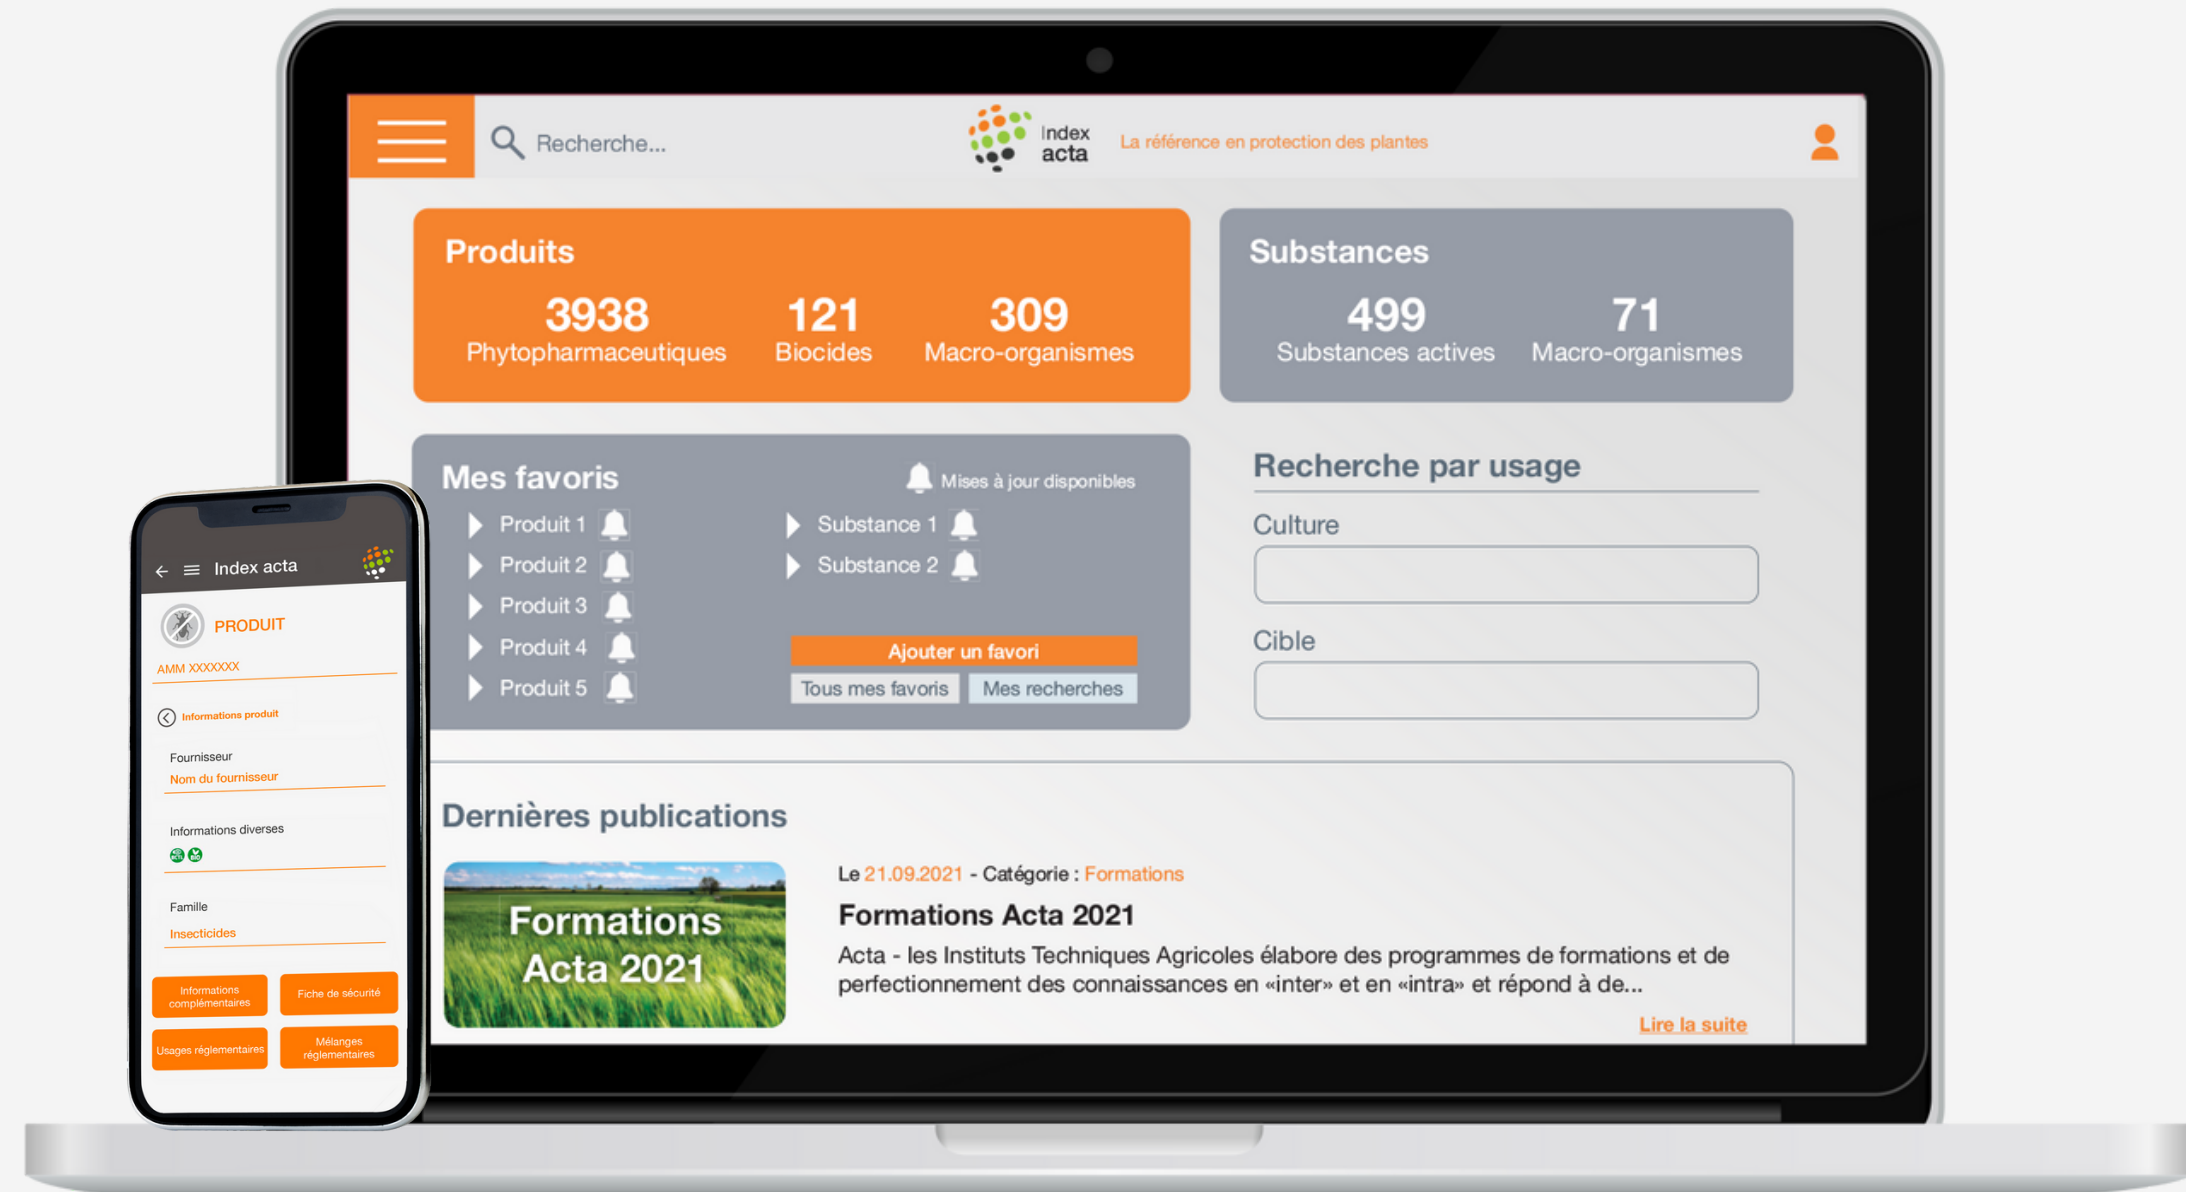 Recherche...
Index
acta
La référence en protection des plantes
Produits
3938
121
309
Phytopharmaceutiques
Biocides
Macro-organismes
Substances
499
71
Substances actives
Macro-organismes
Mes favoris
Mises à jour disponibles
Produit 1
Produit 2
Produit 3
Produit 4
Produit 5
Substance 1
Substance 2
Ajouter un favori
Tous mes favoris
Mes recherches
Recherche par usage
Culture
Cible
Dernières publications
Formations
Acta 2021
Le 21.09.2021 - Catégorie : Formations
Formations Acta 2021
Acta - les Instituts Techniques Agricoles élabore des programmes de formations et de
perfectionnement des connaissances en «inter» et en «intra» et répond à de...
Lire la suite
Index acta
PRODUIT
AMM XXXXXXX
Informations produit
Fournisseur
Nom du fournisseur
Informations diverses
Famille
Insecticides
Informations
complémentaires
Fiche de sécurité
Usages réglementaires
Mélanges
réglementaires